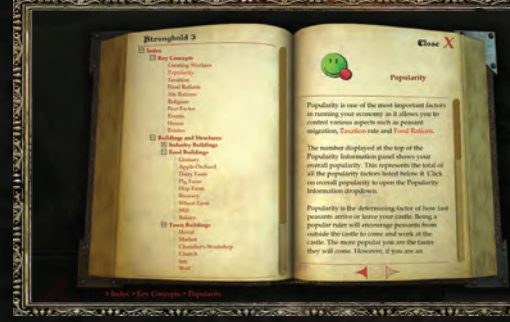 Stronghold 3
Index
Key Concepts
Gaining Workers
Popularity
Taxation
Food Rations
Ale Rations
Religion
Fear Factor
Events
Honor
Estates
Buildings and Structures
Industry Buildings
Food Buildings
Granary
Apple Orchard
Dairy Farm
Pig Farm
Hop Farm
Brewery
Wheat Farm
Mill
Bakery
Town Buildings
Hovel
Market
Chandler's Workshop
Church
Inn
Well
Close X
Popularity
Popularity is one of the most important factors
in running your economy as it allows you to
control various aspects such as peasant
migration, Taxation rate and Food Rations.
The number displayed at the top of the
Popularity Information panel shows your
overall popularity. This represents the total of
all the popularity factors listed below it. Click
on overall popularity to open the Popularity
Information dropdown.
Popularity is the determining factor of how fast
peasants arrive or leave your castle. Being a
popular ruler will encourage peasants from
outside the castle to come and work at the
castle. The more popular you are the faster
they will come. However, if you are an
> Index > Key Concepts > Popularity